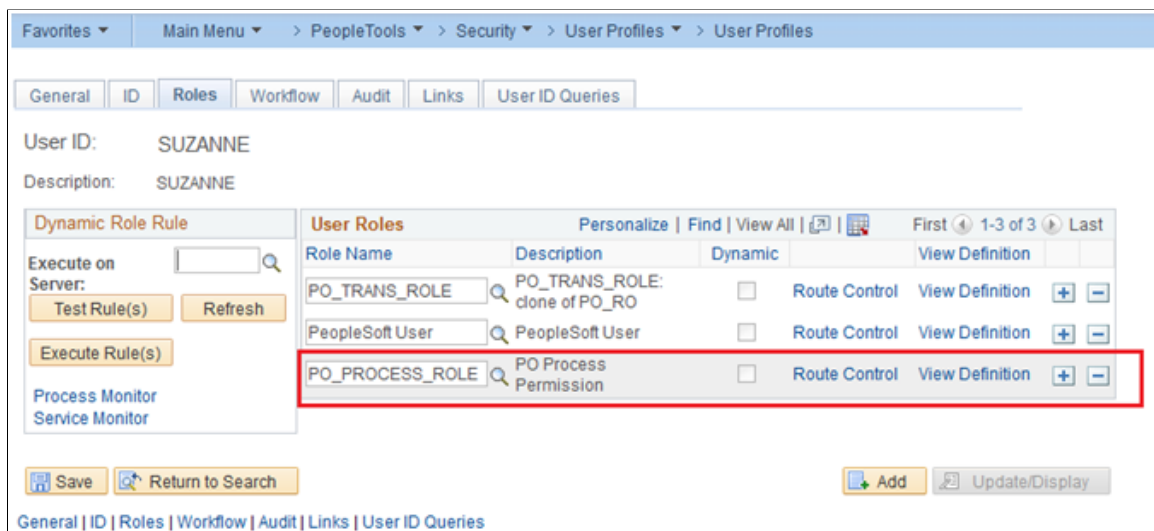 Favorites Main Menu > PeopleTools > Security > User Profiles > User Profiles
General ID Roles Workflow Audit Links User ID Queries
User ID: SUZANNE
Description: SUZANNE
Dynamic Role Rule
Execute on
Server:
Test Rule(s) Refresh
Execute Rule(s)
Process Monitor
Service Monitor
User Roles Personalize | Find | View All | | First 1-3 of 3 Last
Role Name Description Dynamic View Definition
PO_TRANS_ROLE PO_TRANS_ROLE:
clone of PO_RO Route Control View Definition
PeopleSoft User PeopleSoft User Route Control View Definition
PO_PROCESS_ROLE PO Process
Permission Route Control View Definition
Save Return to Search Add Update/Display
General | ID | Roles | Workflow | Audit | Links | User ID Queries